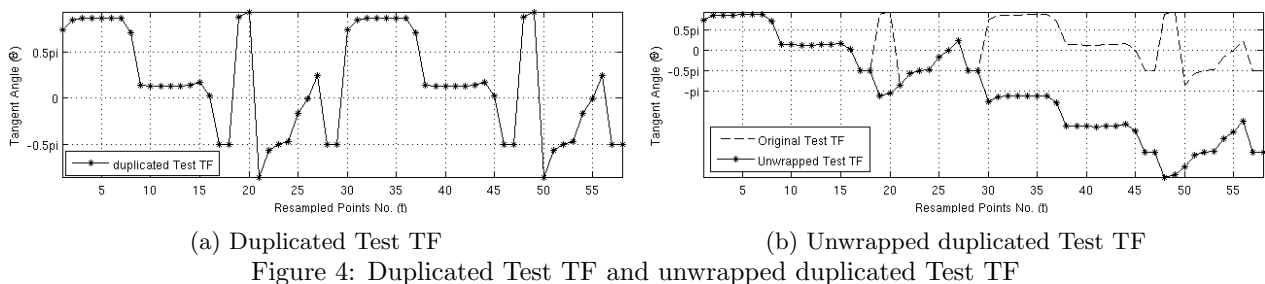 Tangent Angle (Θ)
0.5pi
0
-0.5pi
duplicated Test TF
5 10 15 20 25 30 35 40 45 50 55
Resampled Points No. (t)
(a) Duplicated Test TF
Tangent Angle (Θ)
0.5pi
0
-0.5pi
-pi
Original Test TF
Unwrapped Test TF
5 10 15 20 25 30 35 40 45 50 55
Resampled Points No. (t)
(b) Unwrapped duplicated Test TF
Figure 4: Duplicated Test TF and unwrapped duplicated Test TF